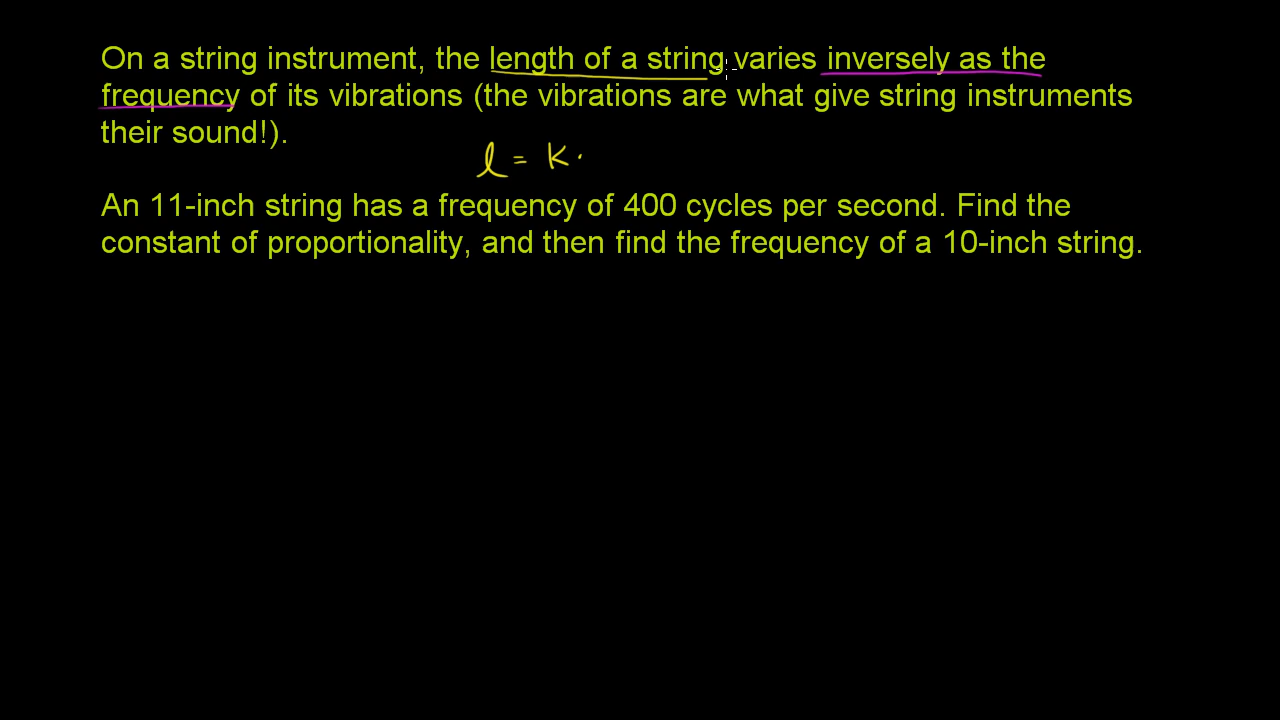 On a string instrument, the length of a string varies inversely as the
frequency of its vibrations (the vibrations are what give string instruments
their sound!).
l = K ·
An 11-inch string has a frequency of 400 cycles per second. Find the
constant of proportionality, and then find the frequency of a 10-inch string.